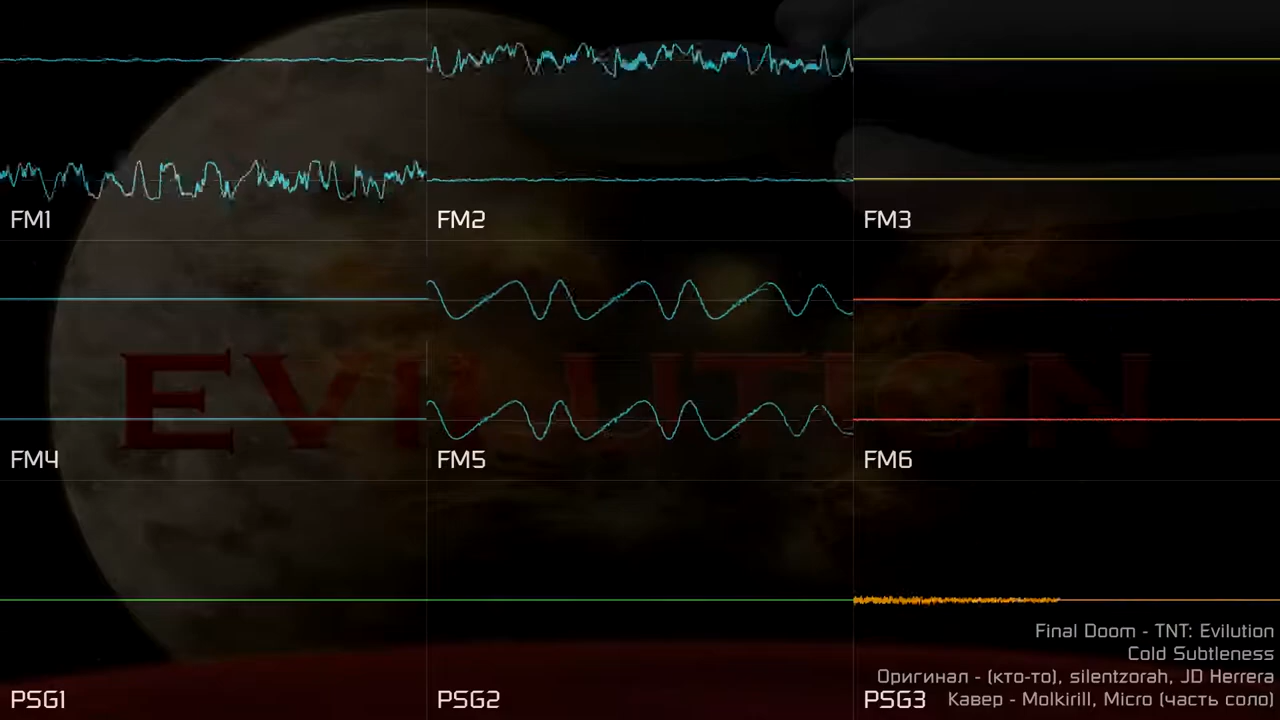 FM1
FM2
FM3
EVILUTION
FM4
FM5
FM6
Final Doom - TNT: Evilution
Cold Subtleness
Оригинал - (кто-то), silentzorah, JD Herrera
Кавер - Molkirill, Micro (часть соло)
PSG1
PSG2
PSG3